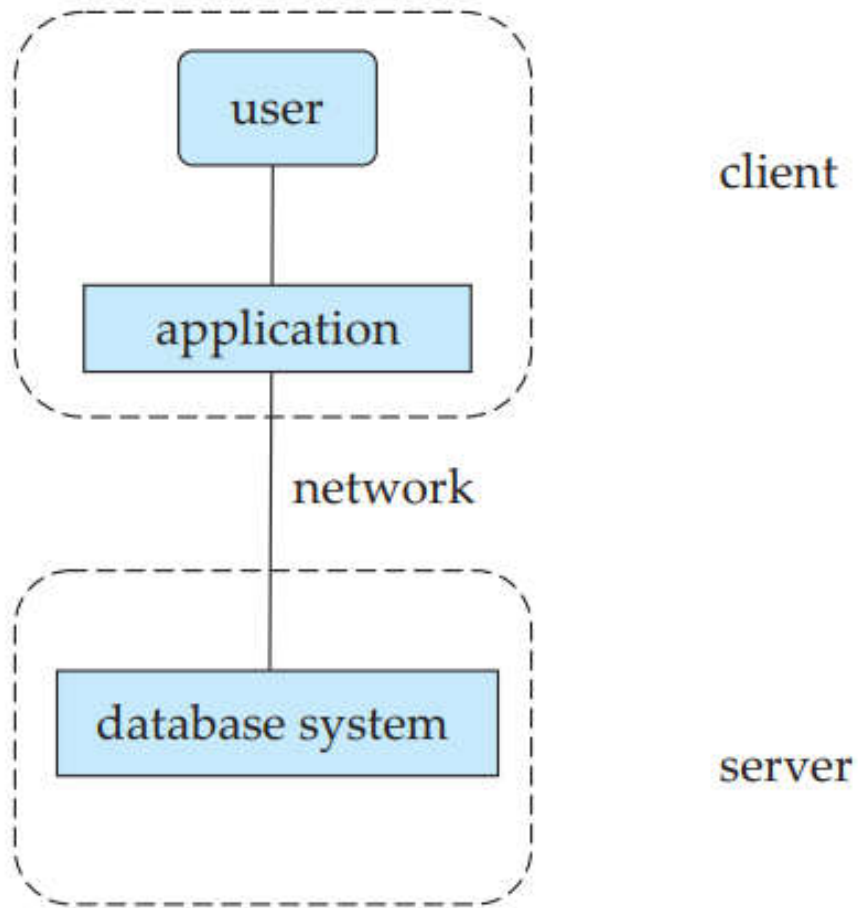 user
client
application
network
database system
server